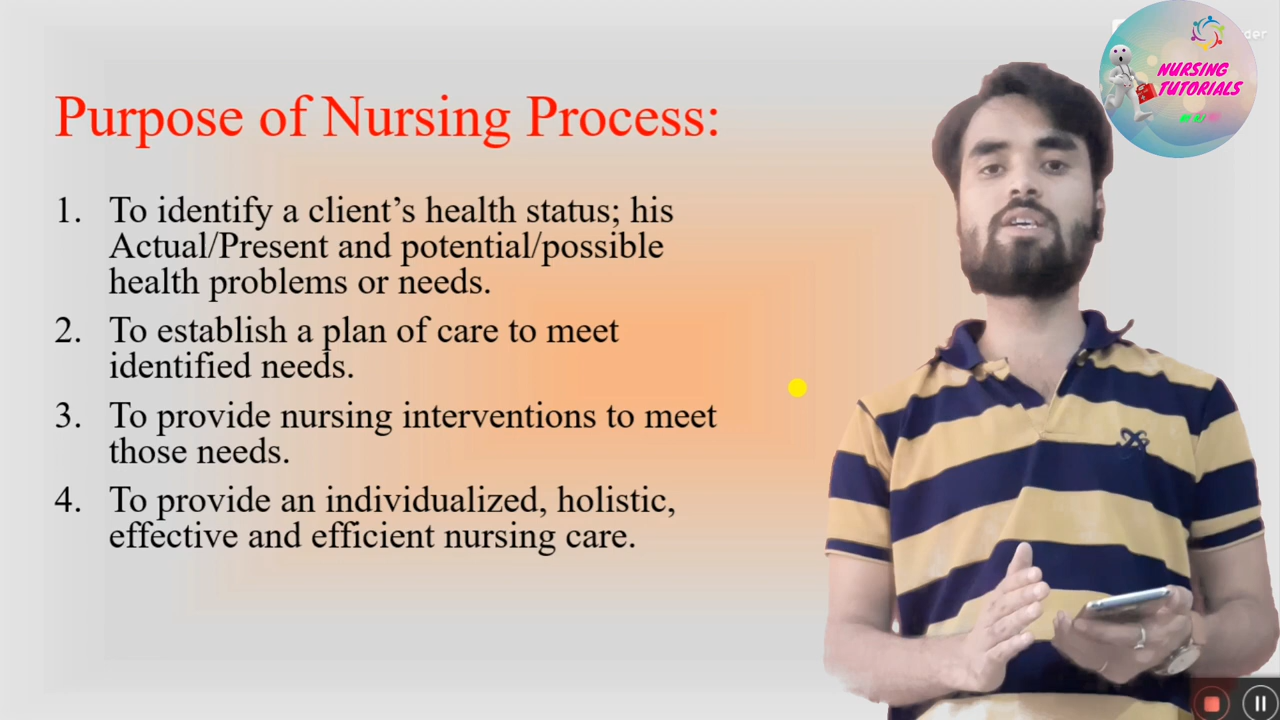 Purpose of Nursing Process:
1. To identify a client’s health status; his
Actual/Present and potential/possible
health problems or needs.
2. To establish a plan of care to meet
identified needs.
3. To provide nursing interventions to meet
those needs.
4. To provide an individualized, holistic,
effective and efficient nursing care.
NURSING
TUTORIALS